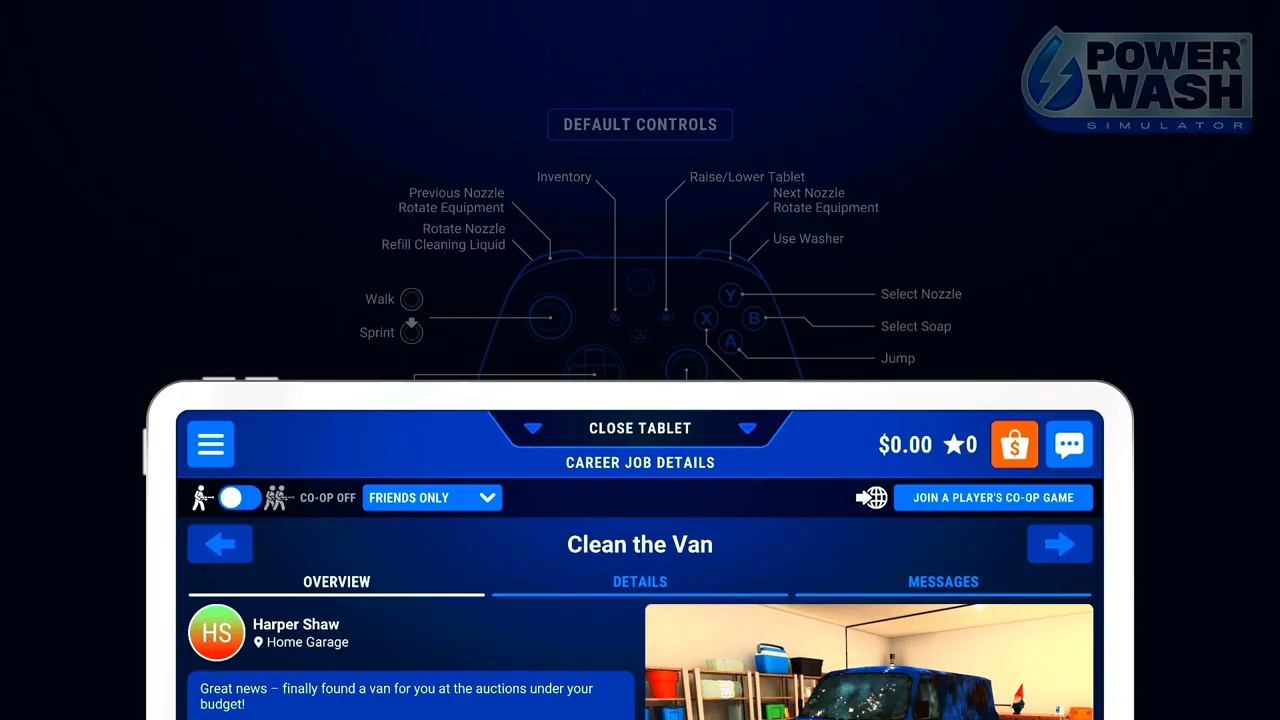 POWER
WASH
SIMULATOR
DEFAULT CONTROLS
Inventory
Raise/Lower Tablet
Previous Nozzle
Rotate Equipment
Next Nozzle
Rotate Equipment
Rotate Nozzle
Refill Cleaning Liquid
Use Washer
Walk
Sprint
Y
X
B
A
Select Nozzle
Select Soap
Jump
CLOSE TABLET
CAREER JOB DETAILS
$0.00 ★0
$
CO-OP OFF
FRIENDS ONLY
JOIN A PLAYER'S CO-OP GAME
Clean the Van
OVERVIEW
DETAILS
MESSAGES
HS
Harper Shaw
Home Garage
Great news – finally found a van for you at the auctions under your
budget!